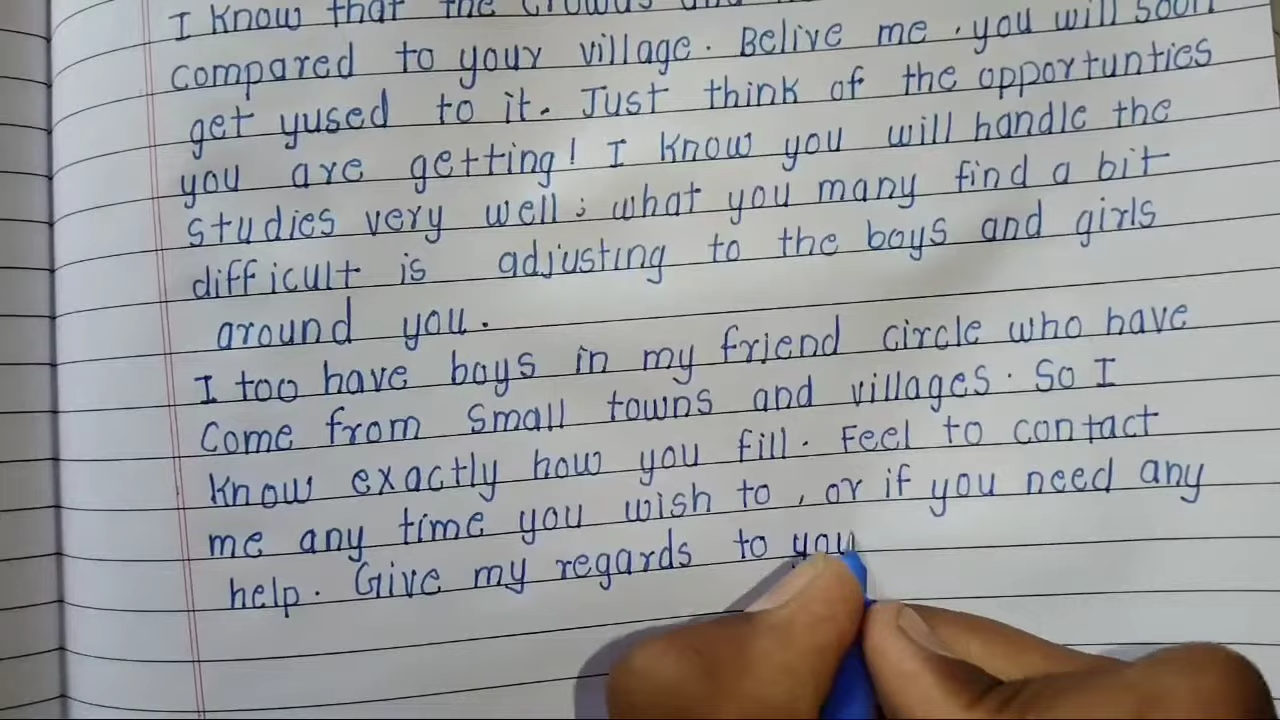 I know that the crowds and
compared to your village. Belive me, you will soon
get yused to it. Just think of the opportunties
you are getting! I know you will handle the
studies very well; what you many find a bit
difficult is adjusting to the boys and girls
around you.
I too have boys in my friend circle who have
come from small towns and villages. So I
know exactly how you fill. Feel to contact
me any time you wish to, or if you need any
help. Give my regards to you